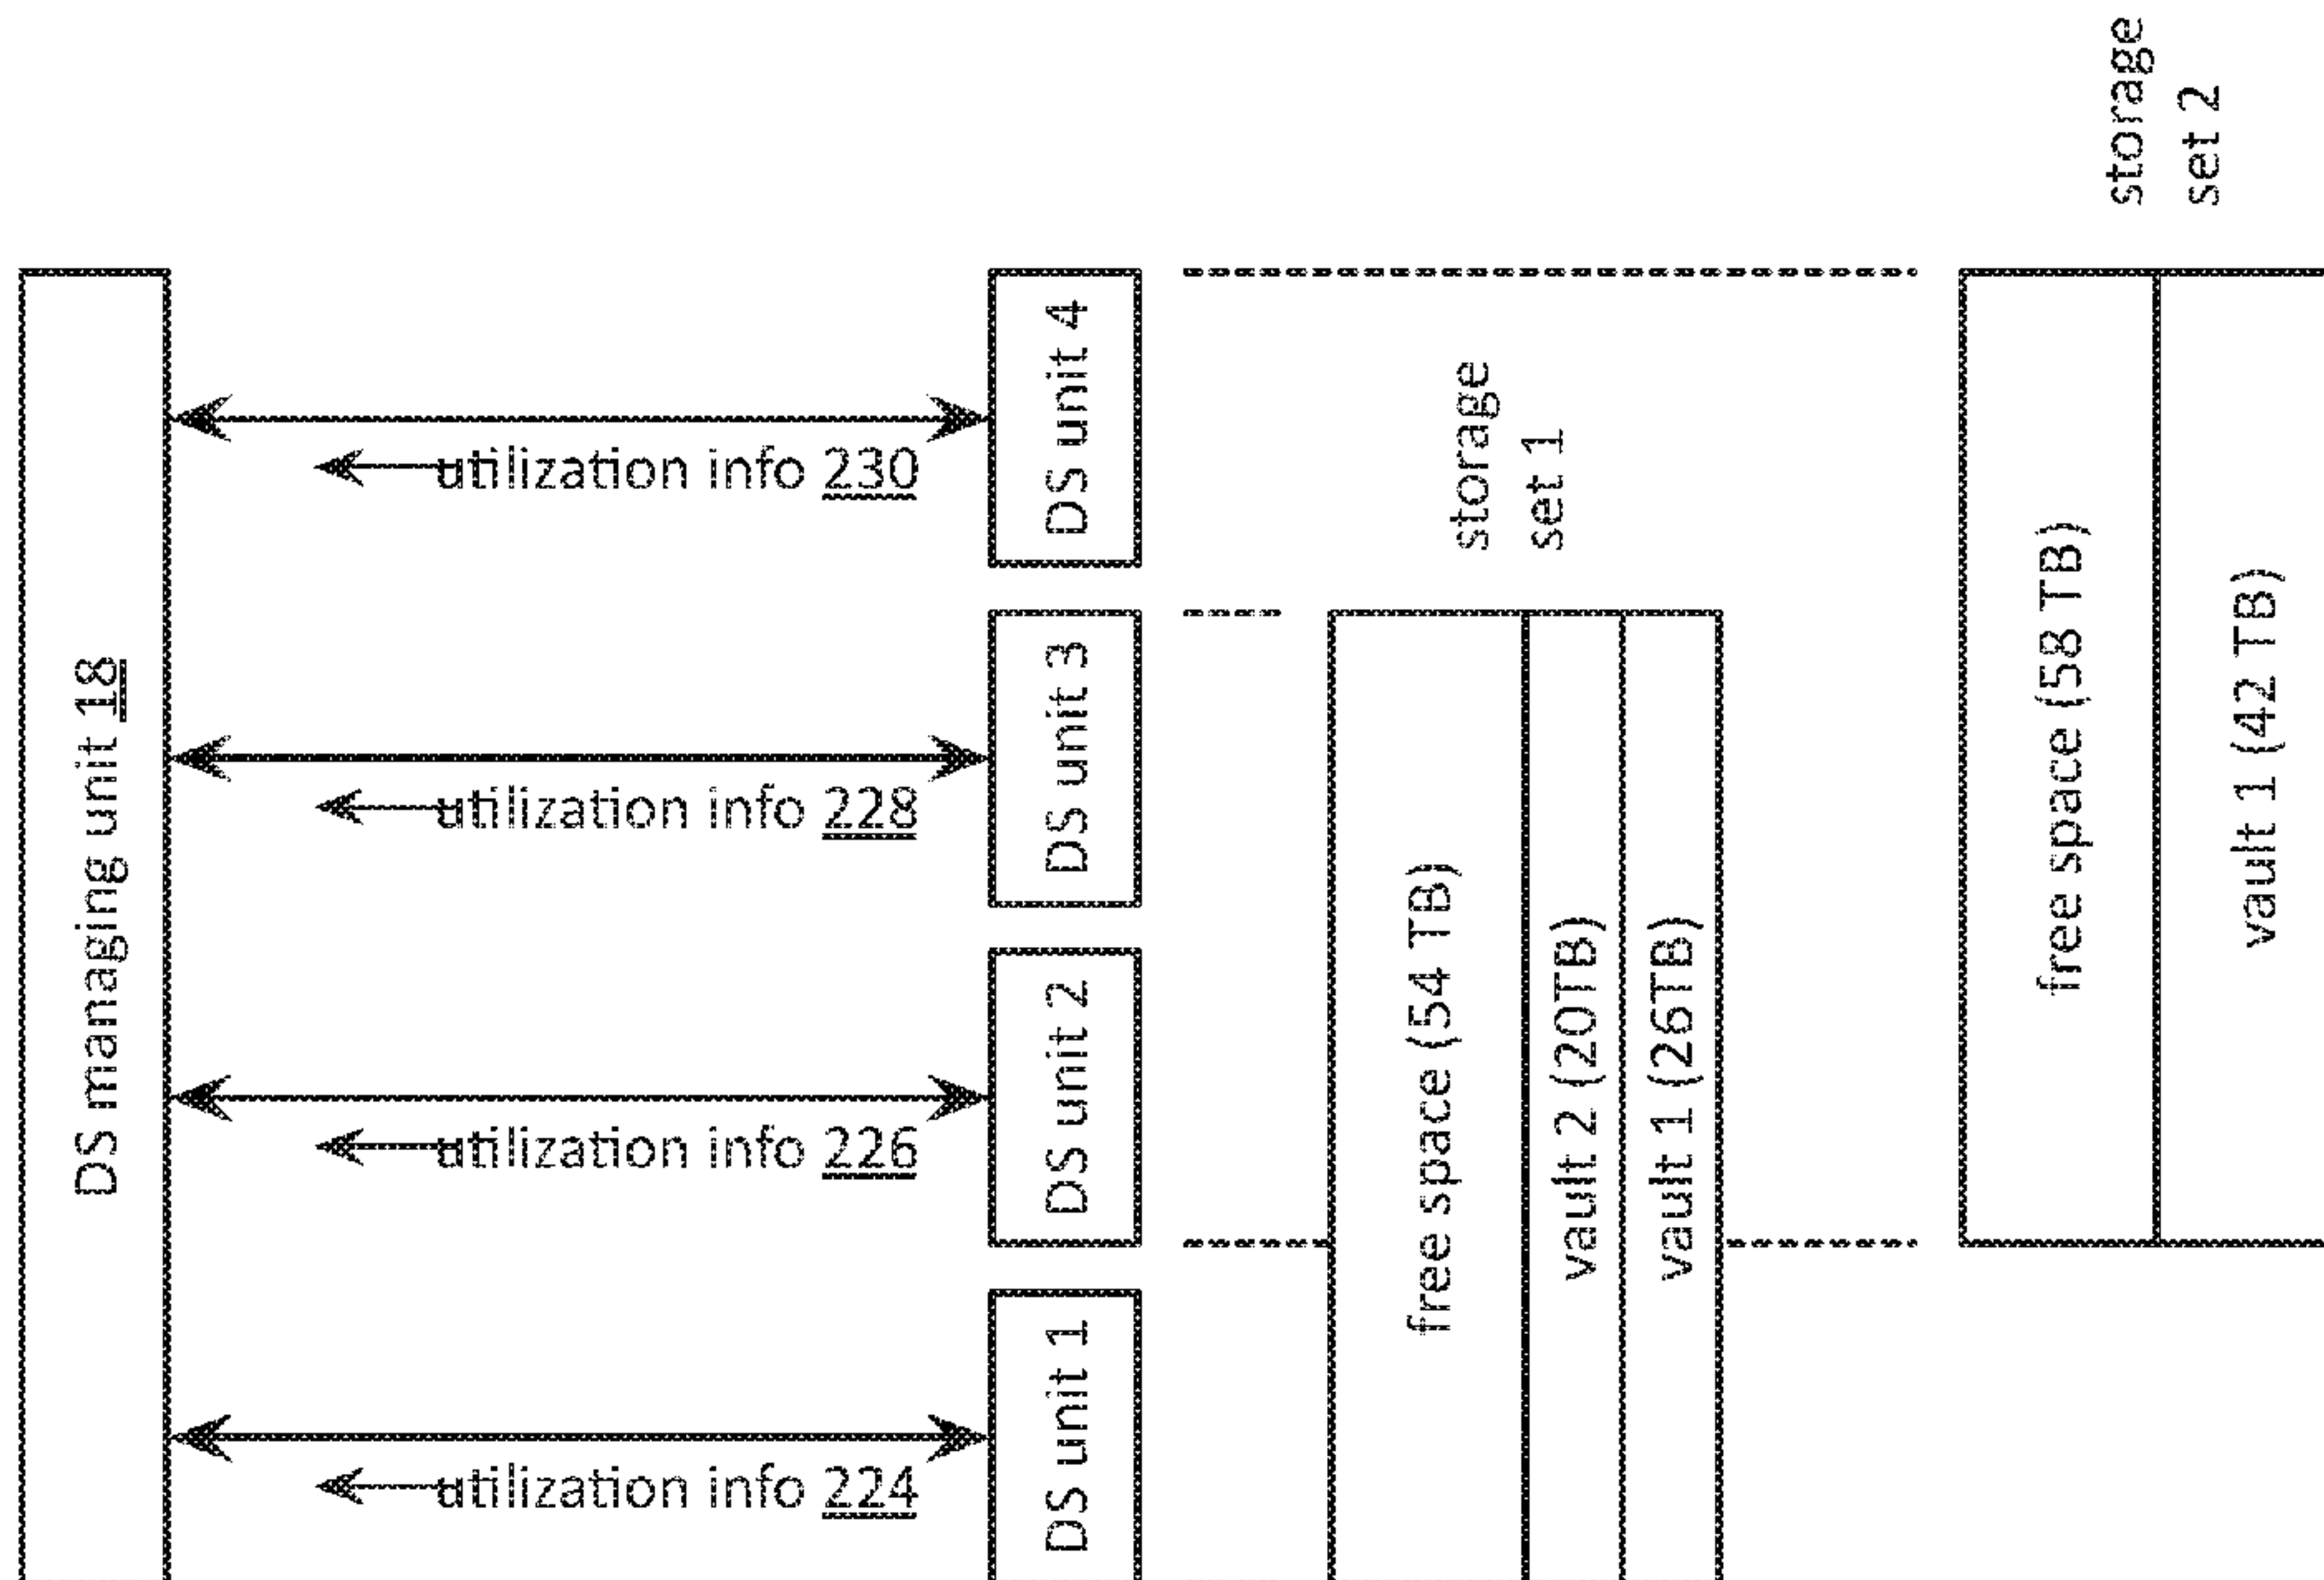 DS managing unit 18
utilization info 224
utilization info 226
utilization info 228
utilization info 230
DS unit 1
DS unit 2
DS unit 3
DS unit 4
storage
set 1
free space (54 TB)
vault 2 (20TB)
vault 1 (26TB)
storage
set 2
free space (58 TB)
vault 1 (42 TB)